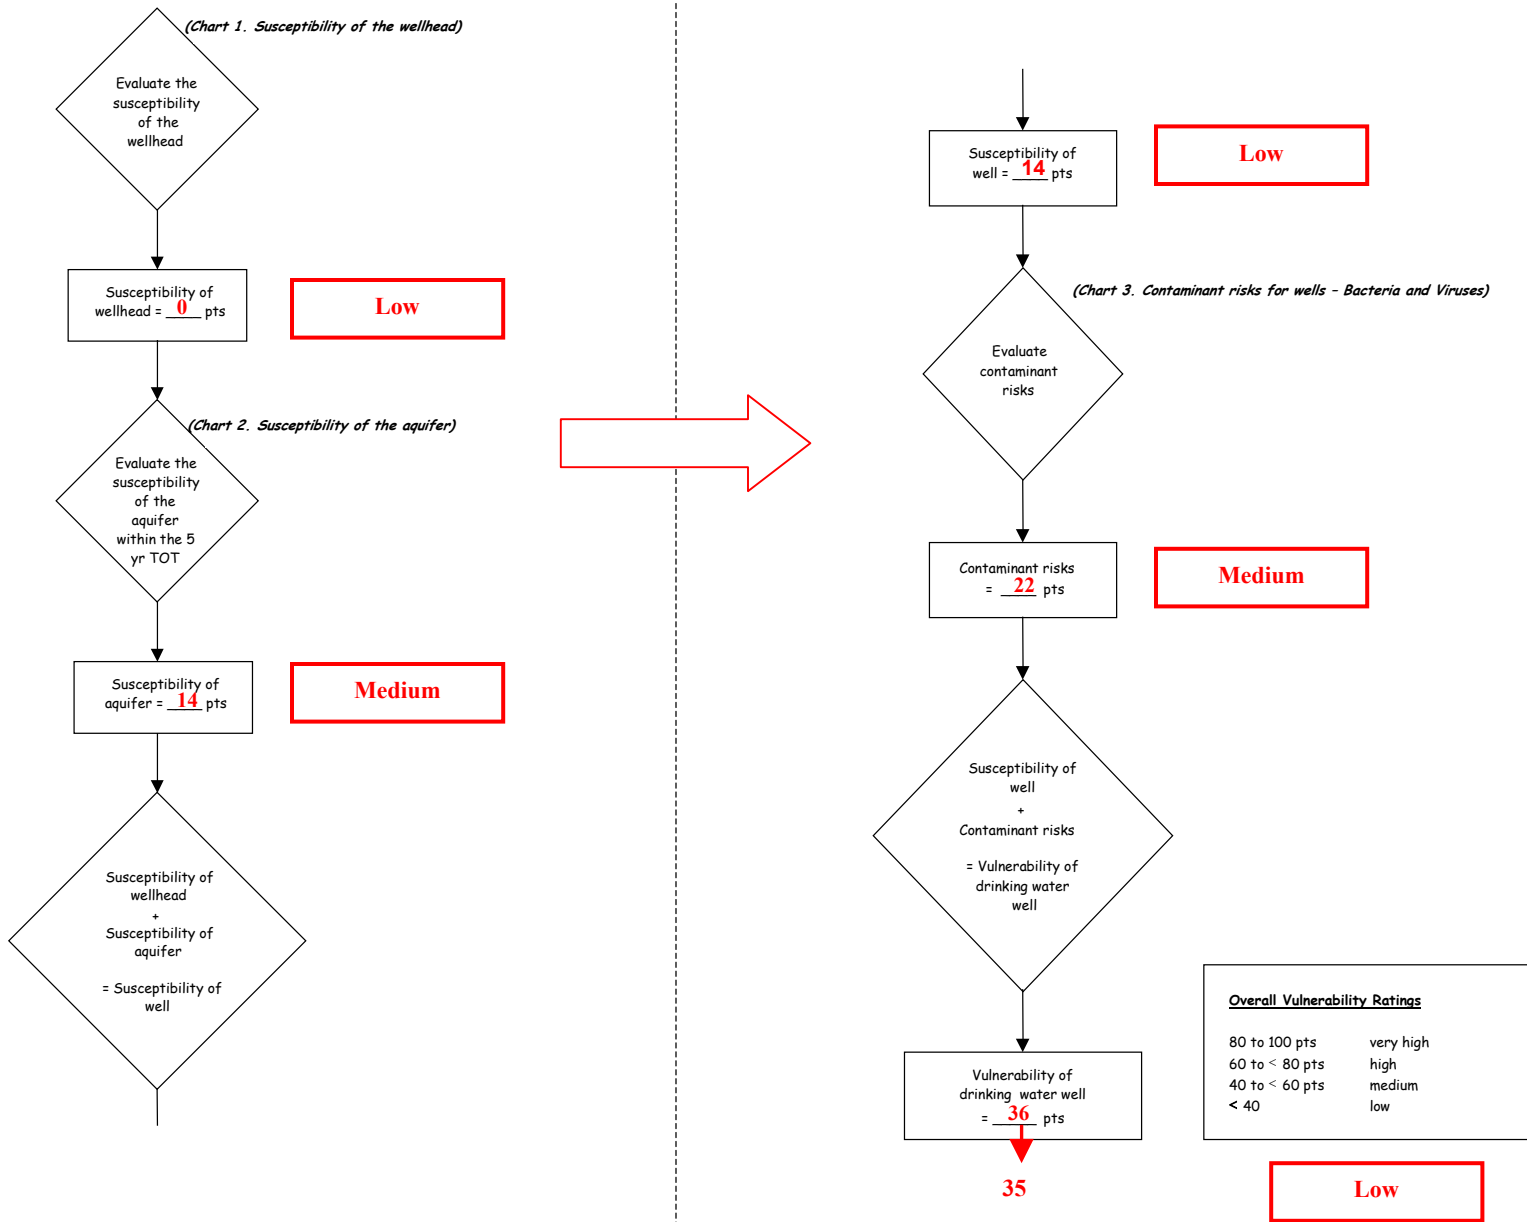 (Chart 1. Susceptibility of the wellhead)
Evaluate the
susceptibility
of the
wellhead
Susceptibility of
wellhead = 0 pts
Low
(Chart 2. Susceptibility of the aquifer)
Evaluate the
susceptibility
of the
aquifer
within the 5
yr TOT
Susceptibility of
aquifer = 14 pts
Medium
Susceptibility of
wellhead
+
Susceptibility of
aquifer
= Susceptibility of
well
Susceptibility of
well = 14 pts
Low
(Chart 3. Contaminant risks for wells – Bacteria and Viruses)
Evaluate
contaminant
risks
Contaminant risks
= 22 pts
Medium
Susceptibility of
well
+
Contaminant risks
= Vulnerability of
drinking water
well
Vulnerability of
drinking water well
= 36 pts
35
Overall Vulnerability Ratings
80 to 100 pts very high
60 to < 80 pts high
40 to < 60 pts medium
< 40 low
Low